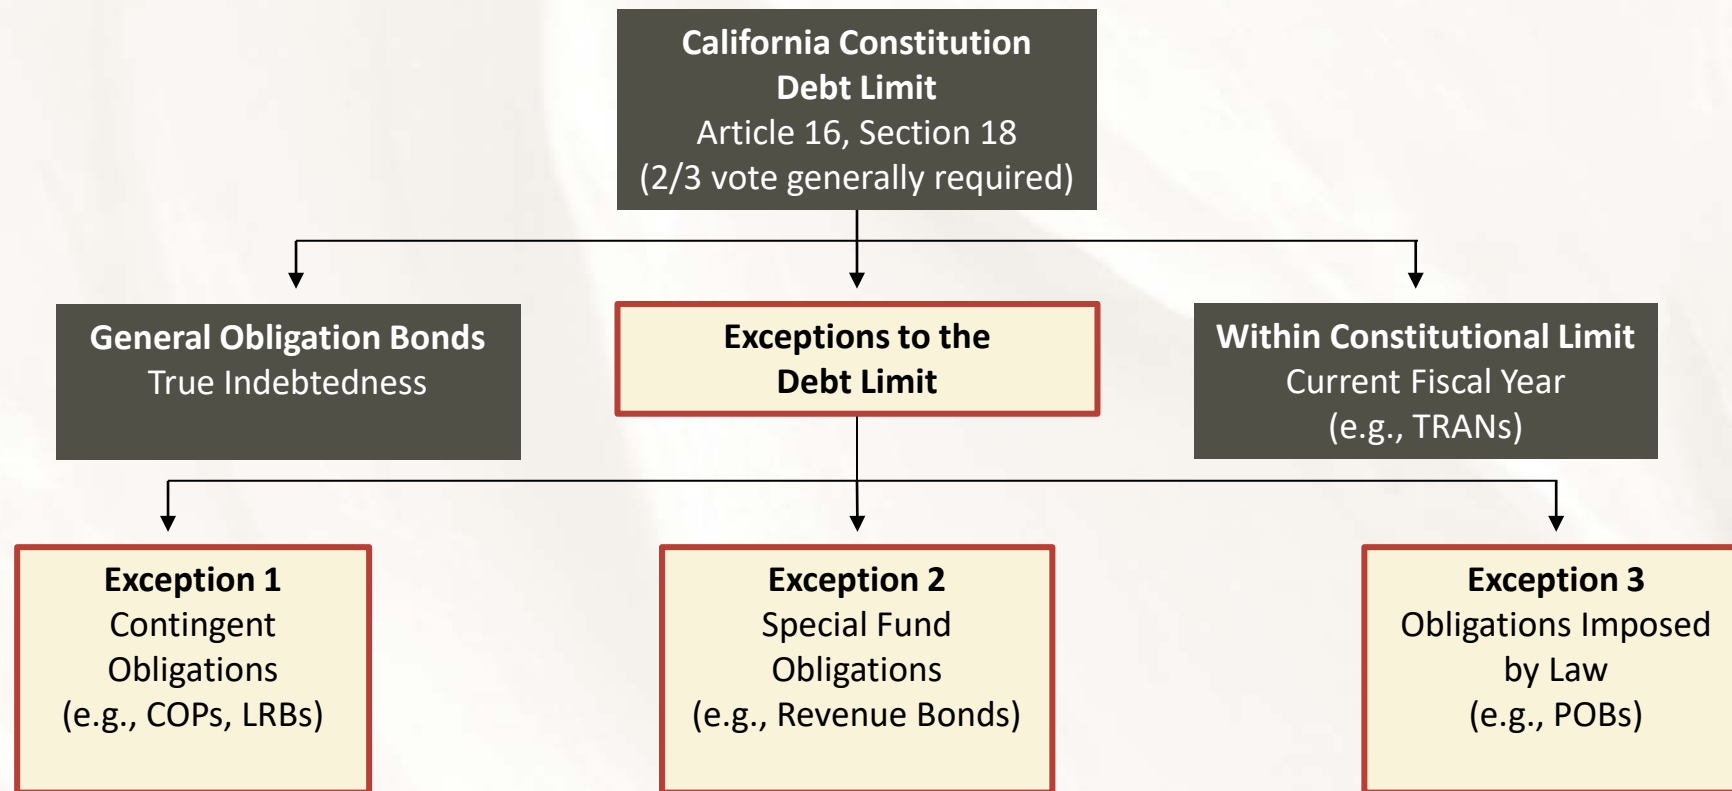 California Constitution
Debt Limit
Article 16, Section 18
(2/3 vote generally required)
General Obligation Bonds
True Indebtedness
Exceptions to the
Debt Limit
Within Constitutional Limit
Current Fiscal Year
(e.g., TRANs)
Exception 1
Contingent
Obligations
(e.g., COPs, LRBs)
Exception 2
Special Fund
Obligations
(e.g., Revenue Bonds)
Exception 3
Obligations Imposed
by Law
(e.g., POBs)